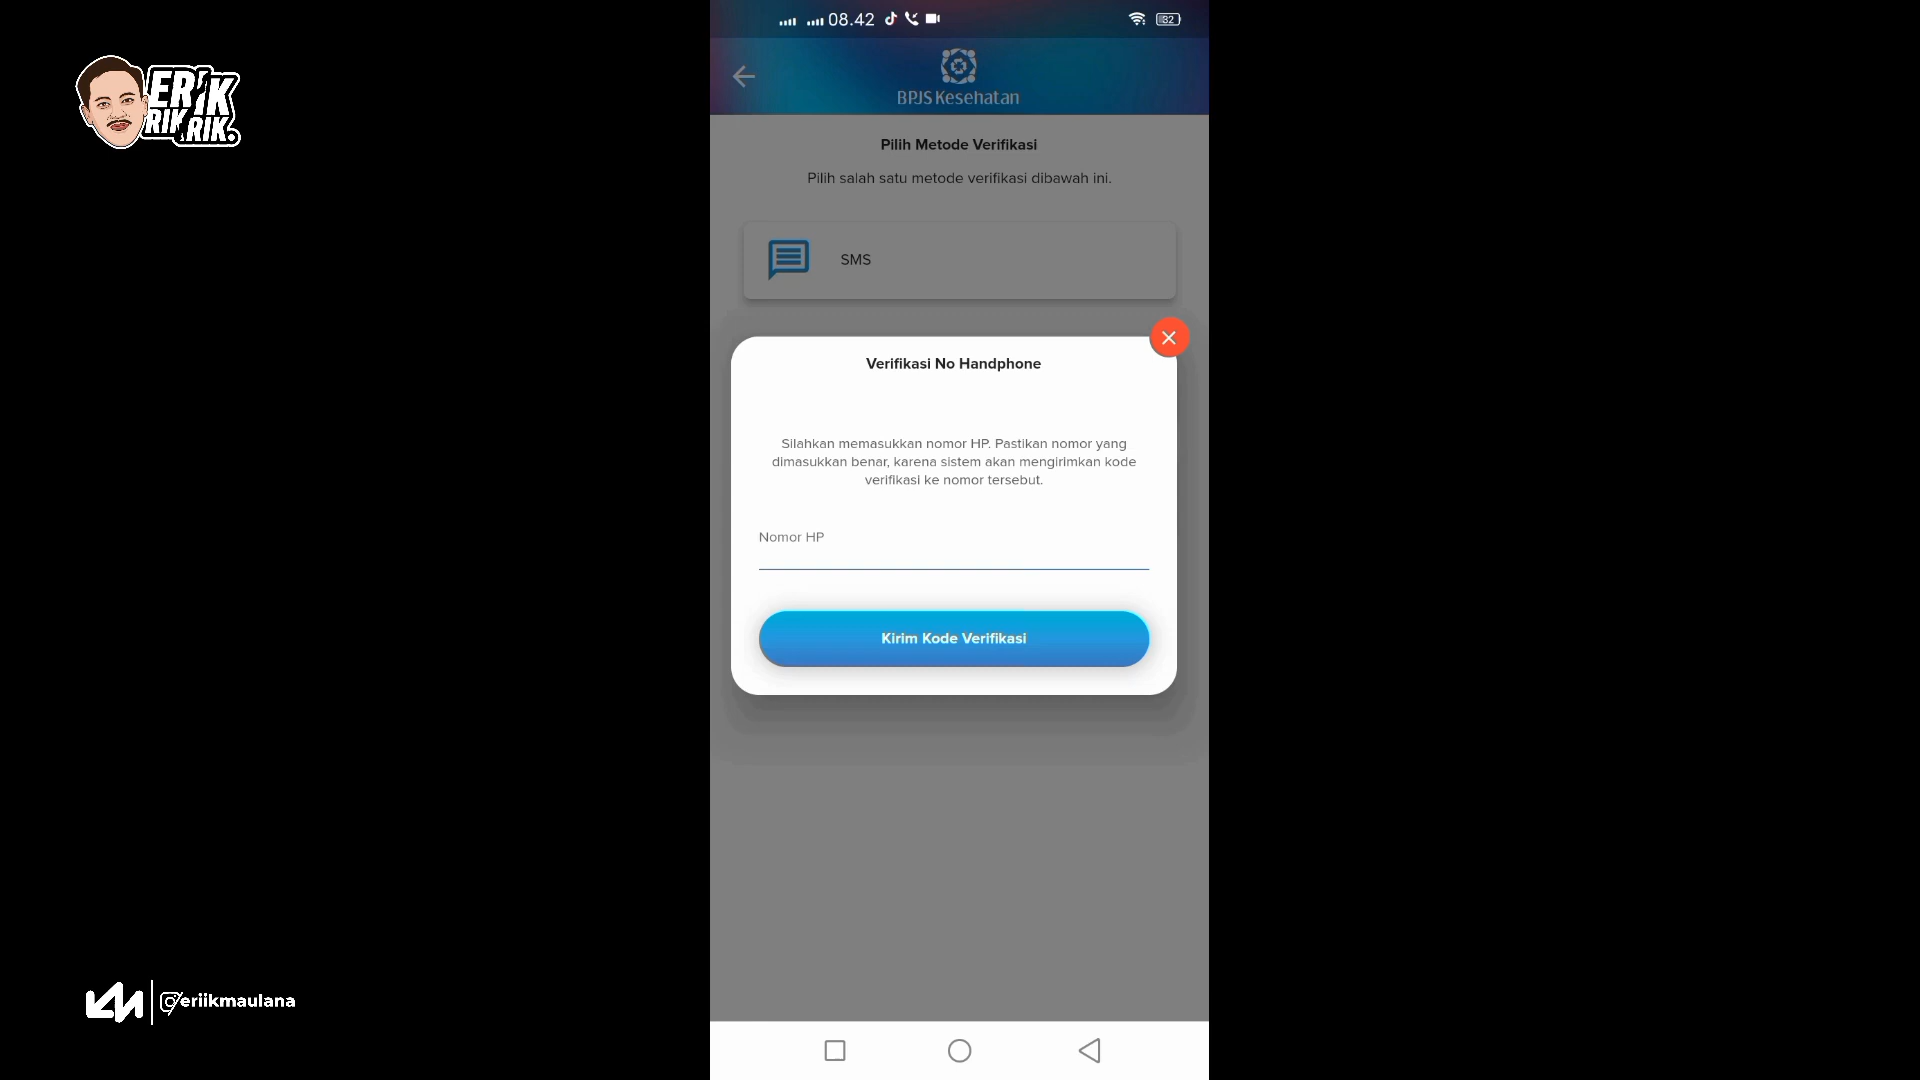 08.42
32
ERIK
RIK RIK.
BPJS Kesehatan
Pilih Metode Verifikasi
Pilih salah satu metode verifikasi dibawah ini.
SMS
Verifikasi No Handphone
Silahkan memasukkan nomor HP. Pastikan nomor yang
dimasukkan benar, karena sistem akan mengirimkan kode
verifikasi ke nomor tersebut.
Nomor HP
Kirim Kode Verifikasi
@eriikmaulana